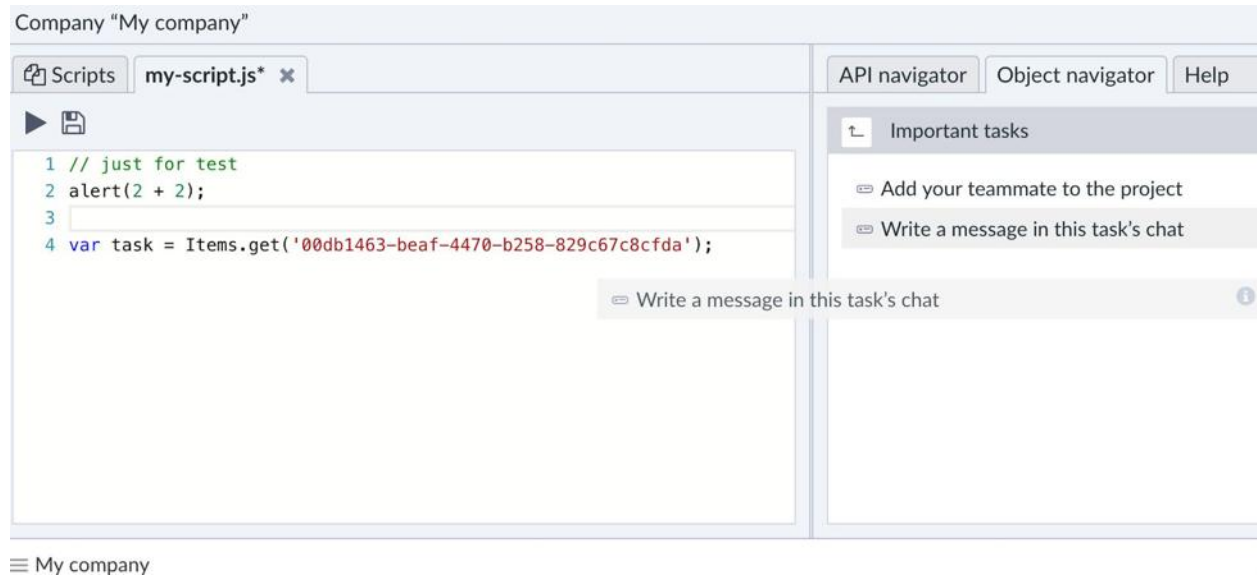 Company “My company”
Scripts my-script.js*
API navigator Object navigator Help
Important tasks
1 // just for test
2 alert(2 + 2);
3
4 var task = Items.get('00db1463-beaf-4470-b258-829c67c8cfda');
Add your teammate to the project
Write a message in this task’s chat
Write a message in this task’s chat
My company